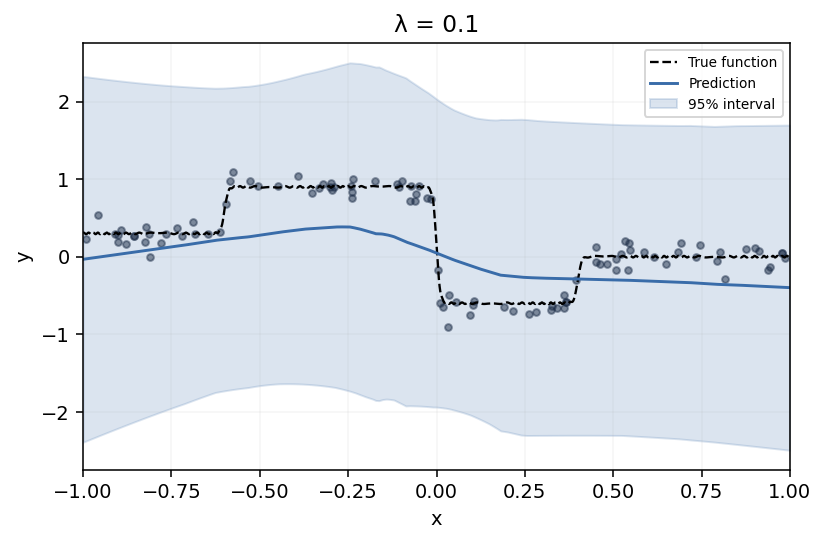 λ = 0.1
True function
Prediction
95% interval
y
2
1
0
−1
−2
−1.00 −0.75 −0.50 −0.25 0.00 0.25 0.50 0.75 1.00
x